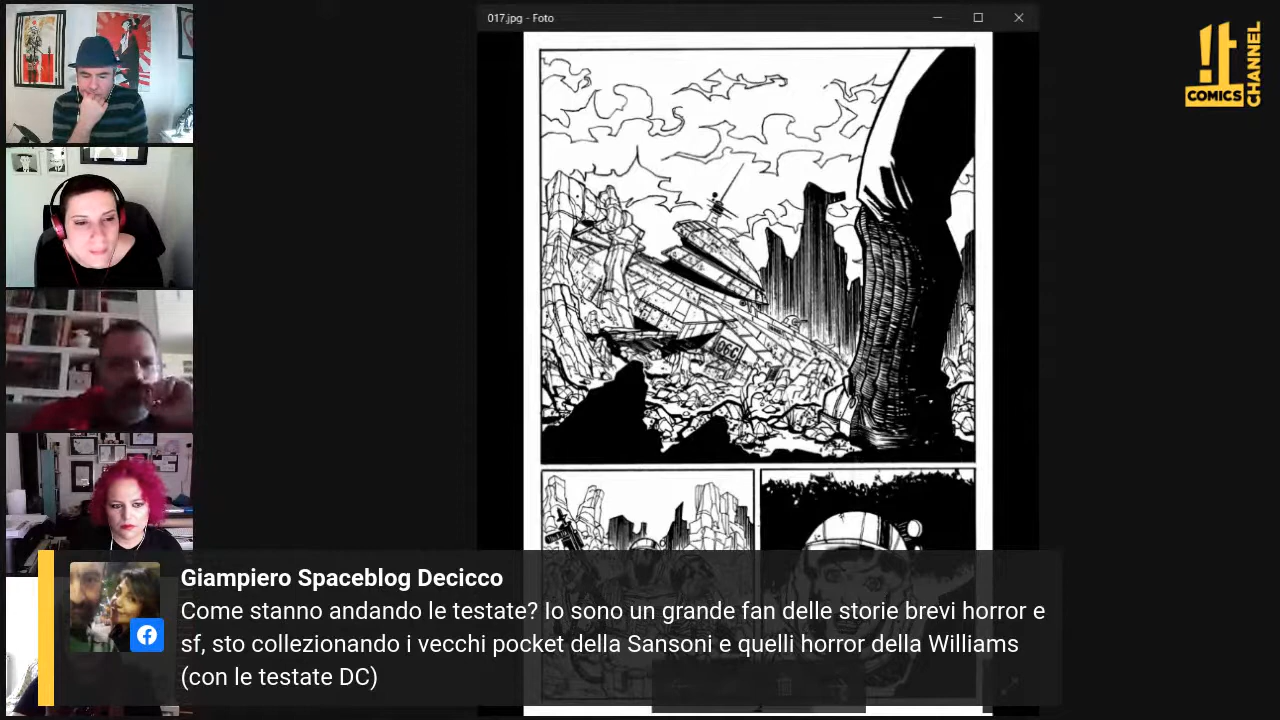 017.jpg - Foto
!t
COMICS
CHANNEL
06C
Giampiero Spaceblog Decicco
Come stanno andando le testate? Io sono un grande fan delle storie brevi horror e
sf, sto collezionando i vecchi pocket della Sansoni e quelli horror della Williams
(con le testate DC)